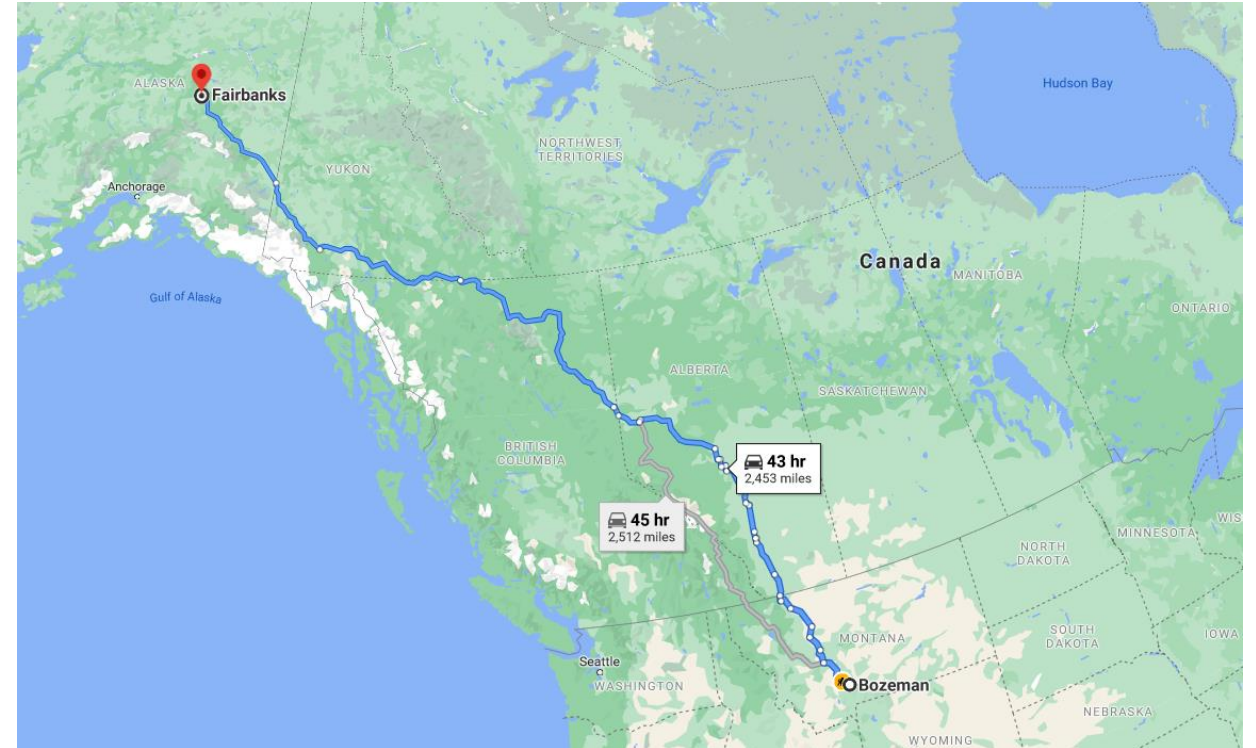 Hudson Bay
ALASKA
Fairbanks
NORTHWEST
TERRITORIES
YUKON
Anchorage
Canada
MANITOBA
Gulf of Alaska
ONTARIO
ALBERTA
SASKATCHEWAN
BRITISH
COLUMBIA
43 hr
2,453 miles
45 hr
2,512 miles
WIS
MINNESOTA
NORTH
DAKOTA
MONTANA
SOUTH
DAKOTA
IOWA
Seattle
WASHINGTON
Bozeman
NEBRASKA
WYOMING